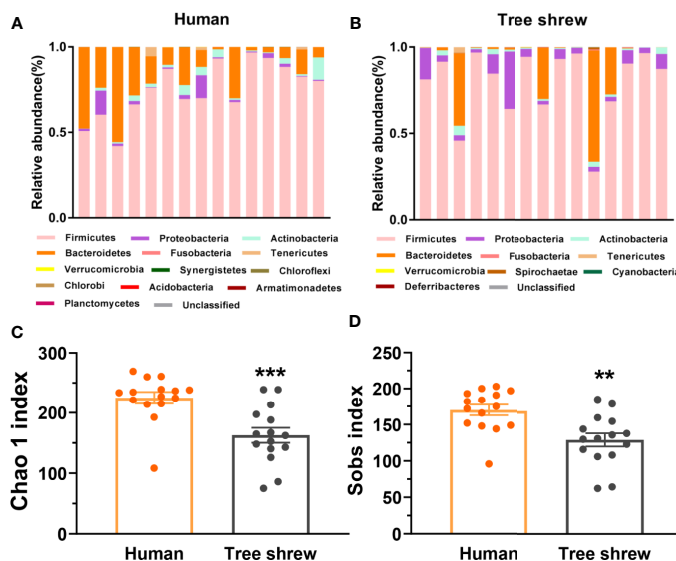 A
Human
Relative abundance(%)
1.0
0.5
0.0
Firmicutes Proteobacteria Actinobacteria
Bacteroidetes Fusobacteria Tenericutes
Verrucomicrobia Synergistetes Chloroflexi
Chlorobi Acidobacteria Armatimonadetes
Planctomycetes Unclassified
B
Tree shrew
Relative abundance(%)
1.0
0.5
0.0
Firmicutes Proteobacteria Actinobacteria
Bacteroidetes Fusobacteria Tenericutes
Verrucomicrobia Spirochaetae Cyanobacteria
Deferribacteres Unclassified
C
Chao 1 index
300
200
100
0
***
Human Tree shrew
D
Sobs index
250
200
150
100
50
0
**
Human Tree shrew